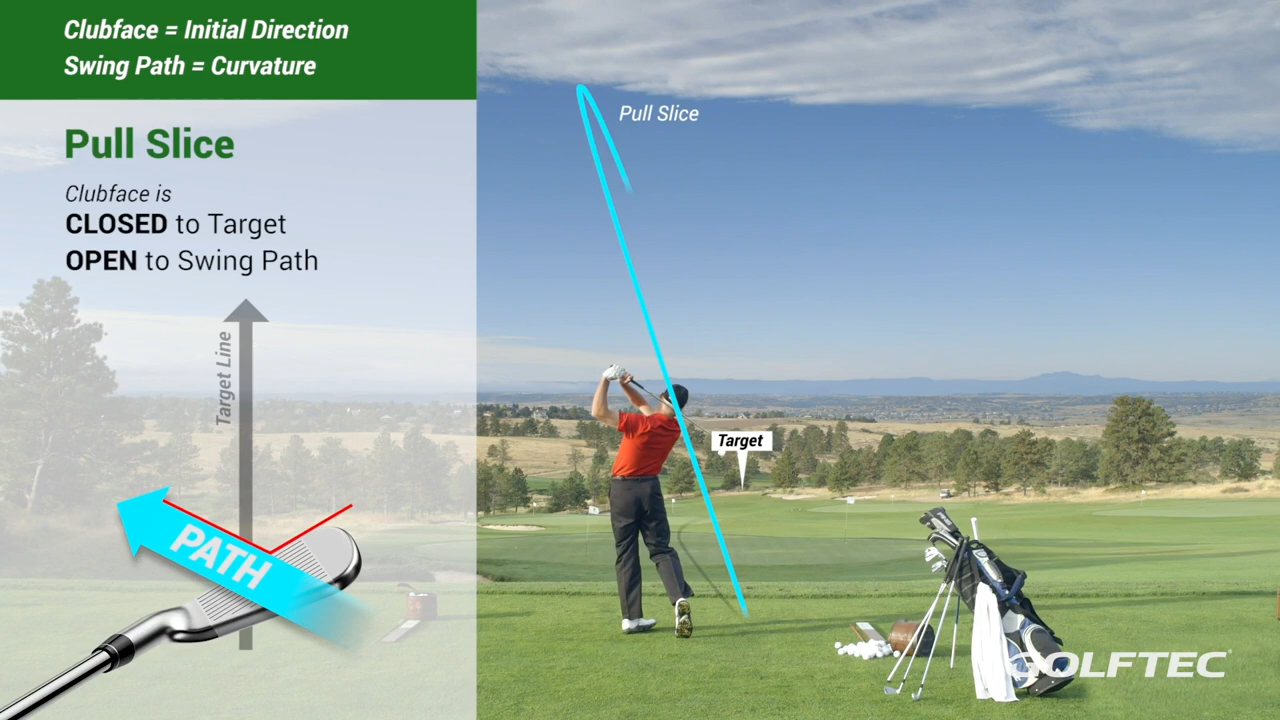 Clubface = Initial Direction
Swing Path = Curvature
Pull Slice
Clubface is
CLOSED to Target
OPEN to Swing Path
Target Line
PATH
Pull Slice
Target
GOLFTEC